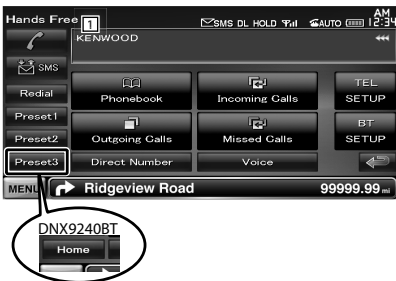 Hands Free 1 SMS DL HOLD AUTO AM 12:34
KENWOOD
SMS
Redial
Phonebook Incoming Calls TEL SETUP
Preset1
Preset2
Outgoing Calls Missed Calls BT SETUP
Preset3 Direct Number Voice
MENU Ridgeview Road 99999.99 mi
DNX9240BT
Home